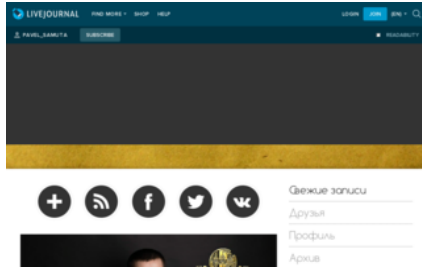 LIVEJOURNAL FIND MORE SHOP HELP LOGIN JOIN (EN)
PAVEL_SAMUTA SUBSCRIBE READABILITY
Свежие записи
Друзья
Профиль
Архив